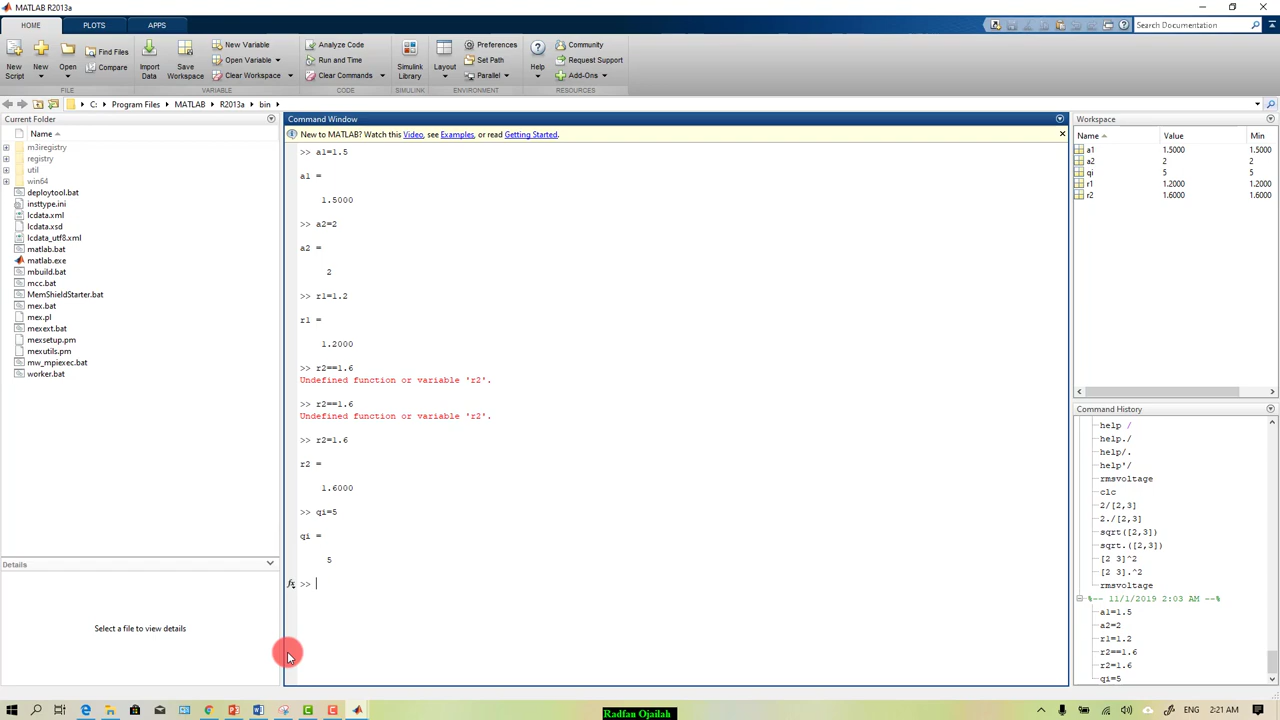 MATLAB R2013a
HOME
PLOTS
APPS
Search Documentation
New Script
New
Open
Find Files
Compare
Import Data
Save Workspace
New Variable
Open Variable
Clear Workspace
Analyze Code
Run and Time
Clear Commands
Simulink Library
Layout
Preferences
Set Path
Parallel
Help
Community
Request Support
Add-Ons
FILE
VARIABLE
CODE
SIMULINK
ENVIRONMENT
RESOURCES
C: Program Files MATLAB R2013a bin
Current Folder
Name
m3iregistry
registry
util
win64
deploytool.bat
insttype.ini
lcdata.xml
lcdata.xsd
lcdata_utf8.xml
matlab.bat
matlab.exe
mbuild.bat
mcc.bat
MemShieldStarter.bat
mex.bat
mex.pl
mexext.bat
mexsetup.pm
mexutils.pm
mw_mpiexec.bat
worker.bat
Details
Select a file to view details
Command Window
New to MATLAB? Watch this Video, see Examples, or read Getting Started.
>> a1=1.5
a1 =
1.5000
>> a2=2
a2 =
2
>> r1=1.2
r1 =
1.2000
>> r2==1.6
Undefined function or variable 'r2'.
>> r2==1.6
Undefined function or variable 'r2'.
>> r2=1.6
r2 =
1.6000
>> qi=5
qi =
5
fx >>
Workspace
Name Value Min
a1 1.5000 1.5000
a2 2 2
qi 5 5
r1 1.2000 1.2000
r2 1.6000 1.6000
Command History
help /
help./
help/.
help'/
rmsvoltage
clc
2/[2,3]
2./[2,3]
sqrt([2,3])
sqrt.([2,3])
[2 3]^2
[2 3].^2
rmsvoltage
%-- 11/1/2019 2:03 AM --%
a1=1.5
a2=2
r1=1.2
r2==1.6
r2=1.6
qi=5
Radfan Ojailah
2:21 AM